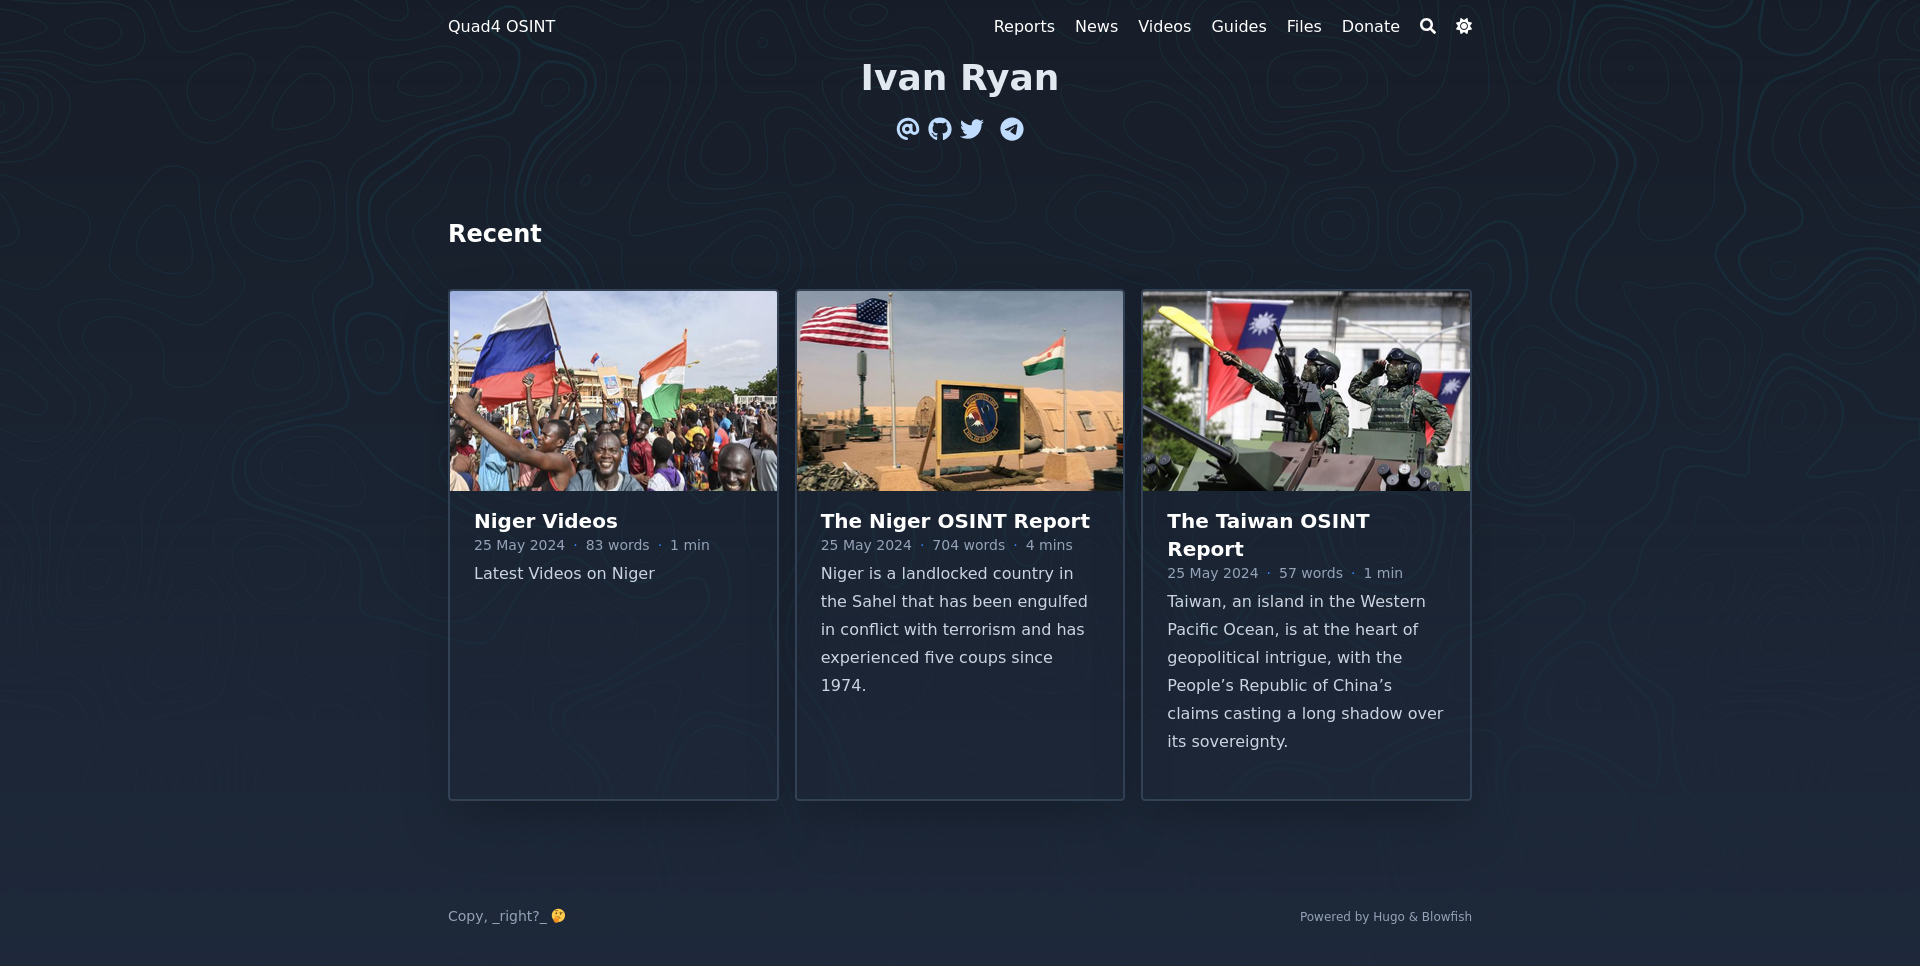 Quad4 OSINT
Reports News Videos Guides Files Donate
Ivan Ryan
Recent
Niger Videos
25 May 2024 · 83 words · 1 min
Latest Videos on Niger
The Niger OSINT Report
25 May 2024 · 704 words · 4 mins
Niger is a landlocked country in
the Sahel that has been engulfed
in conflict with terrorism and has
experienced five coups since
1974.
The Taiwan OSINT
Report
25 May 2024 · 57 words · 1 min
Taiwan, an island in the Western
Pacific Ocean, is at the heart of
geopolitical intrigue, with the
People’s Republic of China’s
claims casting a long shadow over
its sovereignty.
Copy, _right?_ 🤔
Powered by Hugo & Blowfish